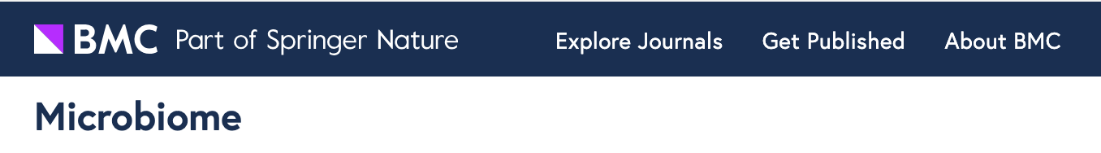 BMC Part of Springer Nature Explore Journals Get Published About BMC
Microbiome